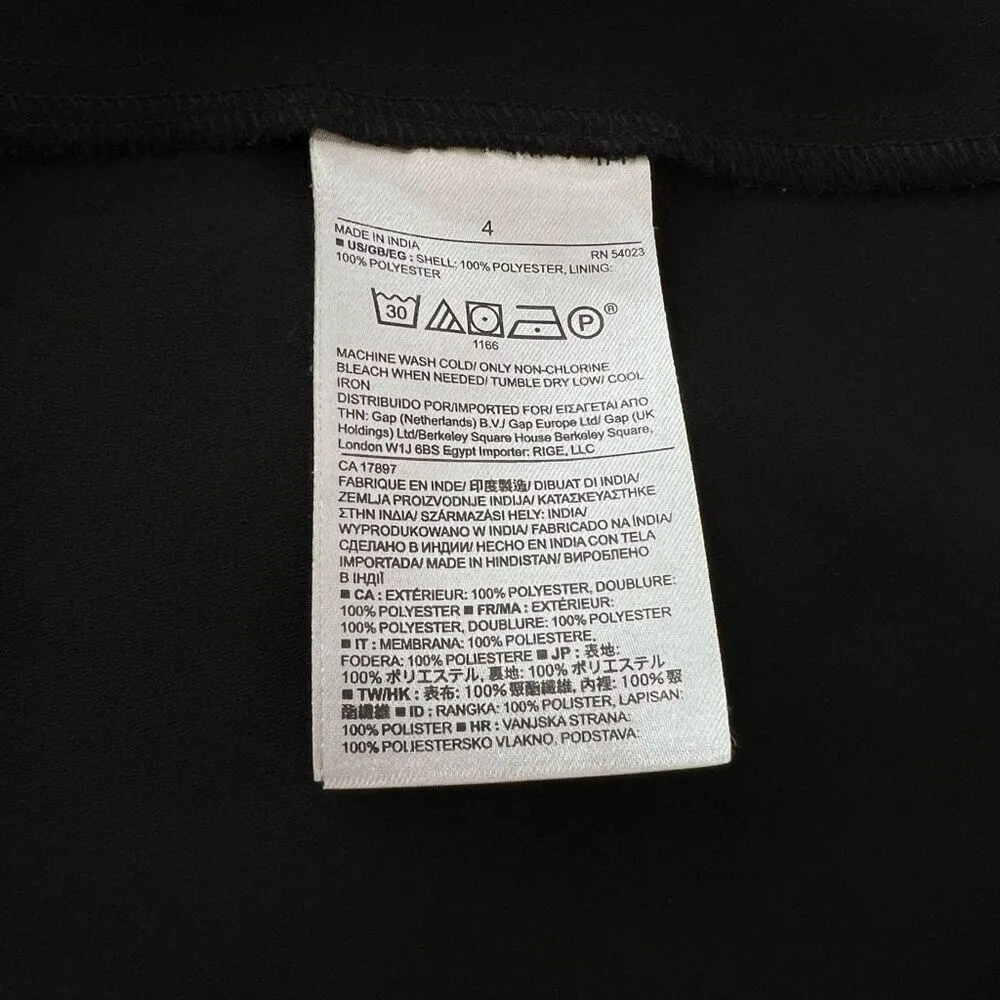 4
MADE IN INDIA RN 54023
■ US/GB/EG : SHELL: 100% POLYESTER, LINING:
100% POLYESTER
30 P ®
1166
MACHINE WASH COLD/ ONLY NON-CHLORINE
BLEACH WHEN NEEDED/ TUMBLE DRY LOW/ COOL
IRON
DISTRIBUIDO POR/IMPORTED FOR/ ΕΙΣΑΓΕΤΑΙ ΑΠΟ
ΤΗΝ: Gap (Netherlands) B.V./ Gap Europe Ltd/ Gap (UK
Holdings) Ltd/Berkeley Square House Berkeley Square,
London W1J 6BS Egypt Importer: RIGE, LLC
CA 17897
FABRIQUE EN INDE/ 印度製造/ DIBUAT DI INDIA/
ZEMLJA PROIZVODNJE INDIJA/ ΚΑΤΑΣΚΕΥΑΣΤΗΚΕ
ΣΤΗΝ ΙΝΔΙΑ/ SZÁRMAZÁSI HELY: INDIA/
WYPRODUKOWANO W INDIA/ FABRICADO NA ÍNDIA/
СДЕЛАНО В ИНДИИ/ HECHO EN INDIA CON TELA
IMPORTADA/ MADE IN HINDISTAN/ ВИРОБЛЕНО
В ІНДІЇ
■ CA : EXTÉRIEUR: 100% POLYESTER, DOUBLURE:
100% POLYESTER ■ FR/MA : EXTÉRIEUR:
100% POLYESTER, DOUBLURE: 100% POLYESTER
■ IT : MEMBRANA: 100% POLIESTERE,
FODERA: 100% POLIESTERE ■ JP : 表地:
100% ポリエステル, 裏地: 100% ポリエステル
■ TW/HK : 表布: 100% 聚酯纖維, 內裡: 100% 聚
酯纖維 ■ ID : RANGKA: 100% POLISTER, LAPISAN:
100% POLISTER ■ HR : VANJSKA STRANA:
100% POLIESTERSKO VLAKNO, PODSTAVA: